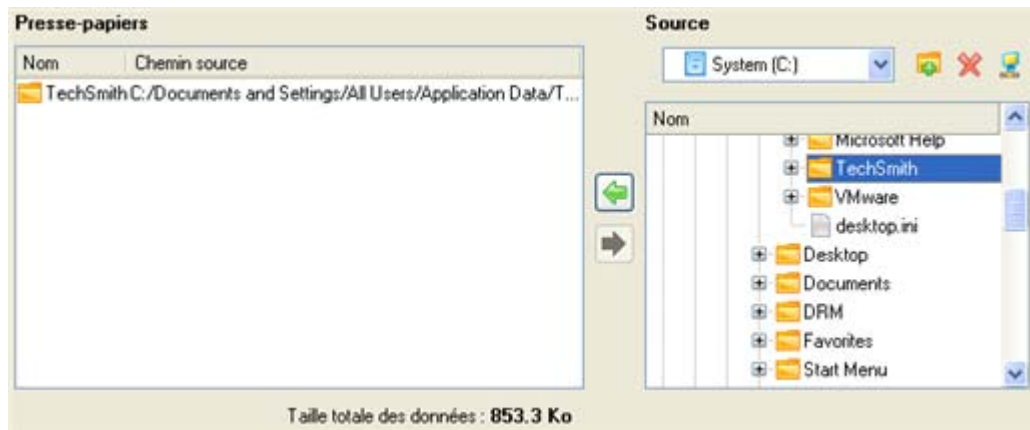 Presse-papiers
Nom Chemin source
TechSmith C:/Documents and Settings/All Users/Application Data/T...
Taille totale des données : 853.3 Ko
Source
System (C:)
Nom
Microsoft Help
TechSmith
VMware
desktop.ini
Desktop
Documents
DRM
Favorites
Start Menu